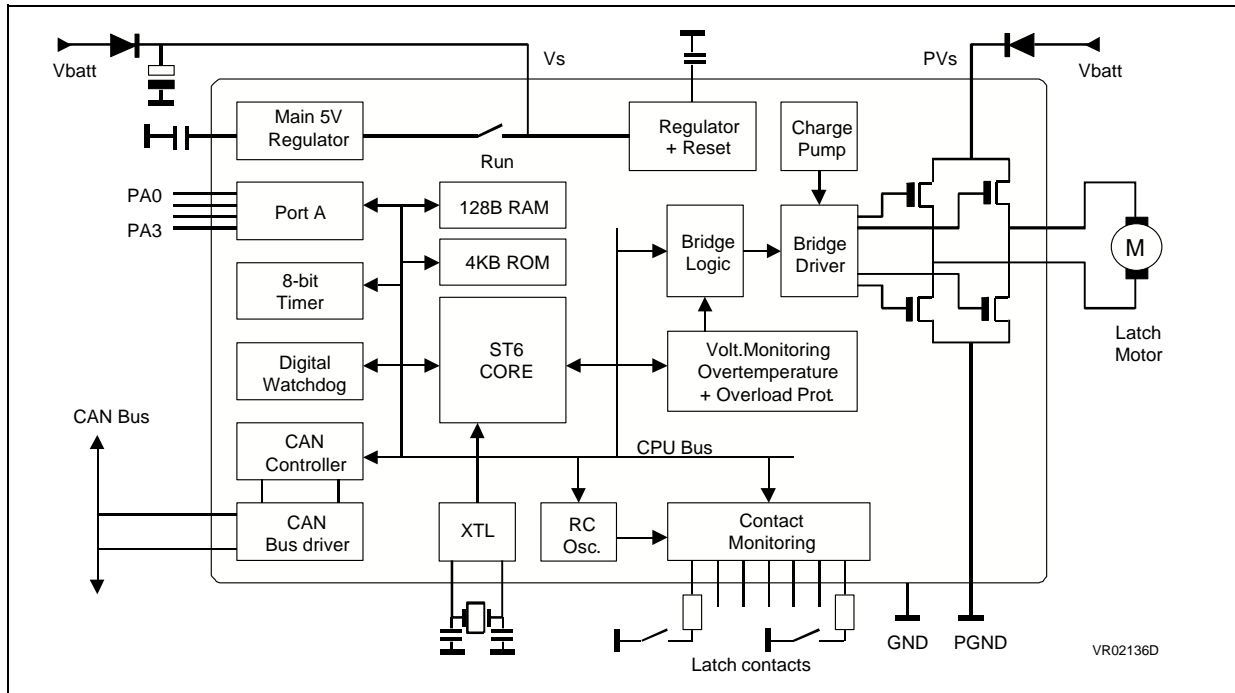 Vbatt
Vs
PVs
Vbatt
Main 5V
Regulator
Run
Regulator
+ Reset
Charge
Pump
PA0
PA3
Port A
128B RAM
4KB ROM
8-bit
Timer
Bridge
Logic
Bridge
Driver
M
Latch
Motor
Digital
Watchdog
ST6
CORE
Volt.Monitoring
Overtemperature
+ Overload Prot.
CAN Bus
CAN
Controller
CPU Bus
CAN
Bus driver
XTL
RC
Osc.
Contact
Monitoring
Latch contacts
GND
PGND
VR02136D